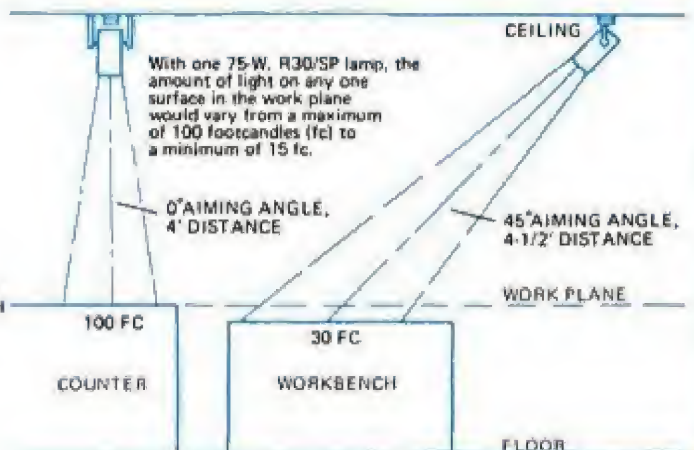 CEILING
With one 75-W, R30/SP lamp, the
amount of light on any one
surface in the work plane
would vary from a maximum
of 100 footcandles (fc) to
a minimum of 15 fc.
0° AIMING ANGLE,
4' DISTANCE
45° AIMING ANGLE,
4-1/2' DISTANCE
WORK PLANE
100 FC
30 FC
COUNTER
WORKBENCH
FLOOR